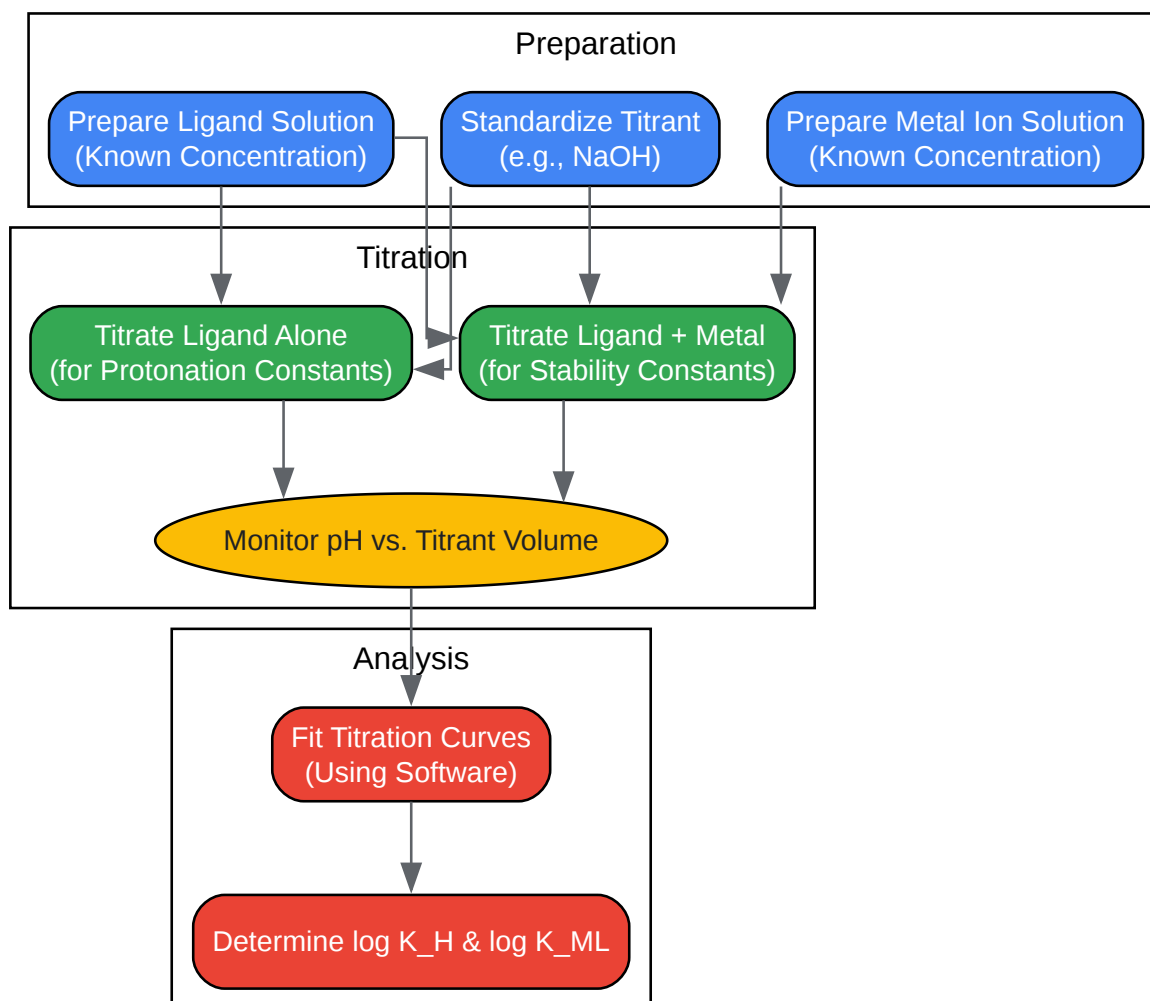 Preparation
Prepare Ligand Solution
(Known Concentration)
Standardize Titrant
(e.g., NaOH)
Prepare Metal Ion Solution
(Known Concentration)
Titration
Titrate Ligand Alone
(for Protonation Constants)
Titrate Ligand + Metal
(for Stability Constants)
Monitor pH vs. Titrant Volume
Analysis
Fit Titration Curves
(Using Software)
Determine log K_H & log K_ML